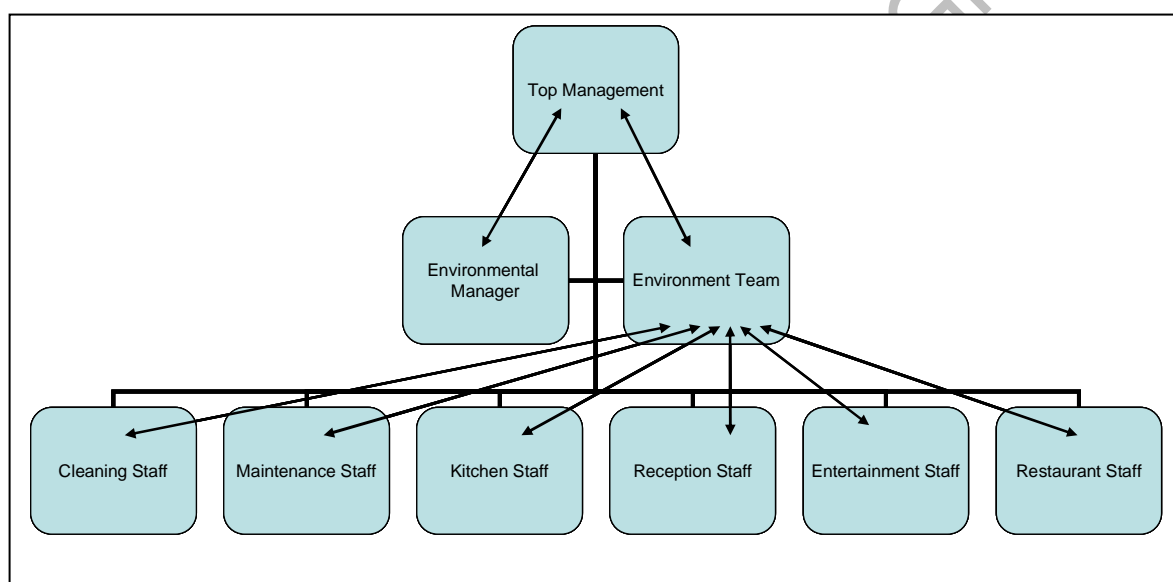 Top Management
Environmental
Manager
Environment Team
Cleaning Staff
Maintenance Staff
Kitchen Staff
Reception Staff
Entertainment Staff
Restaurant Staff